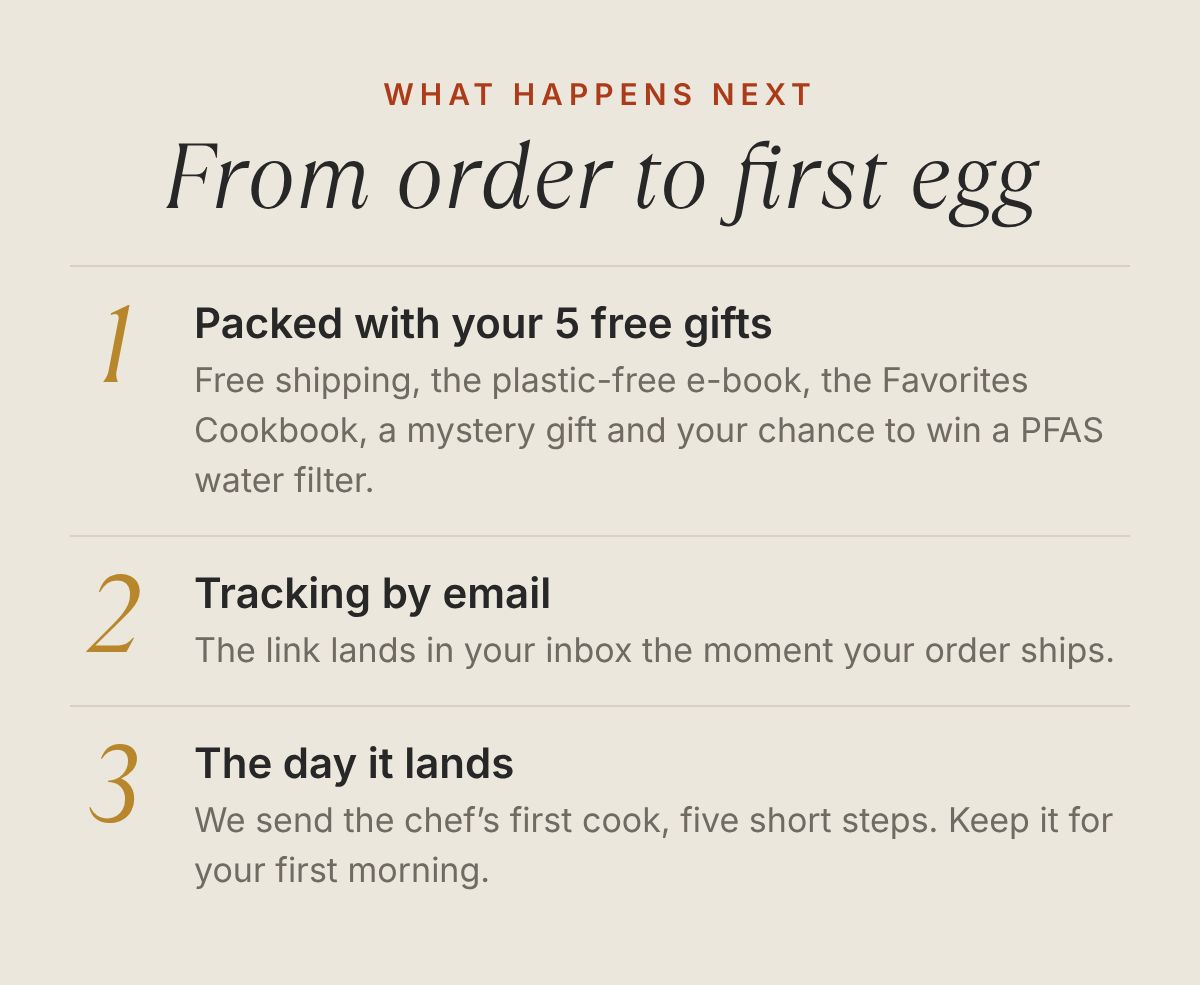 WHAT HAPPENS NEXT
From order to first egg
1
Packed with your 5 free gifts
Free shipping, the plastic-free e-book, the Favorites
Cookbook, a mystery gift and your chance to win a PFAS
water filter.
2
Tracking by email
The link lands in your inbox the moment your order ships.
3
The day it lands
We send the chef’s first cook, five short steps. Keep it for
your first morning.